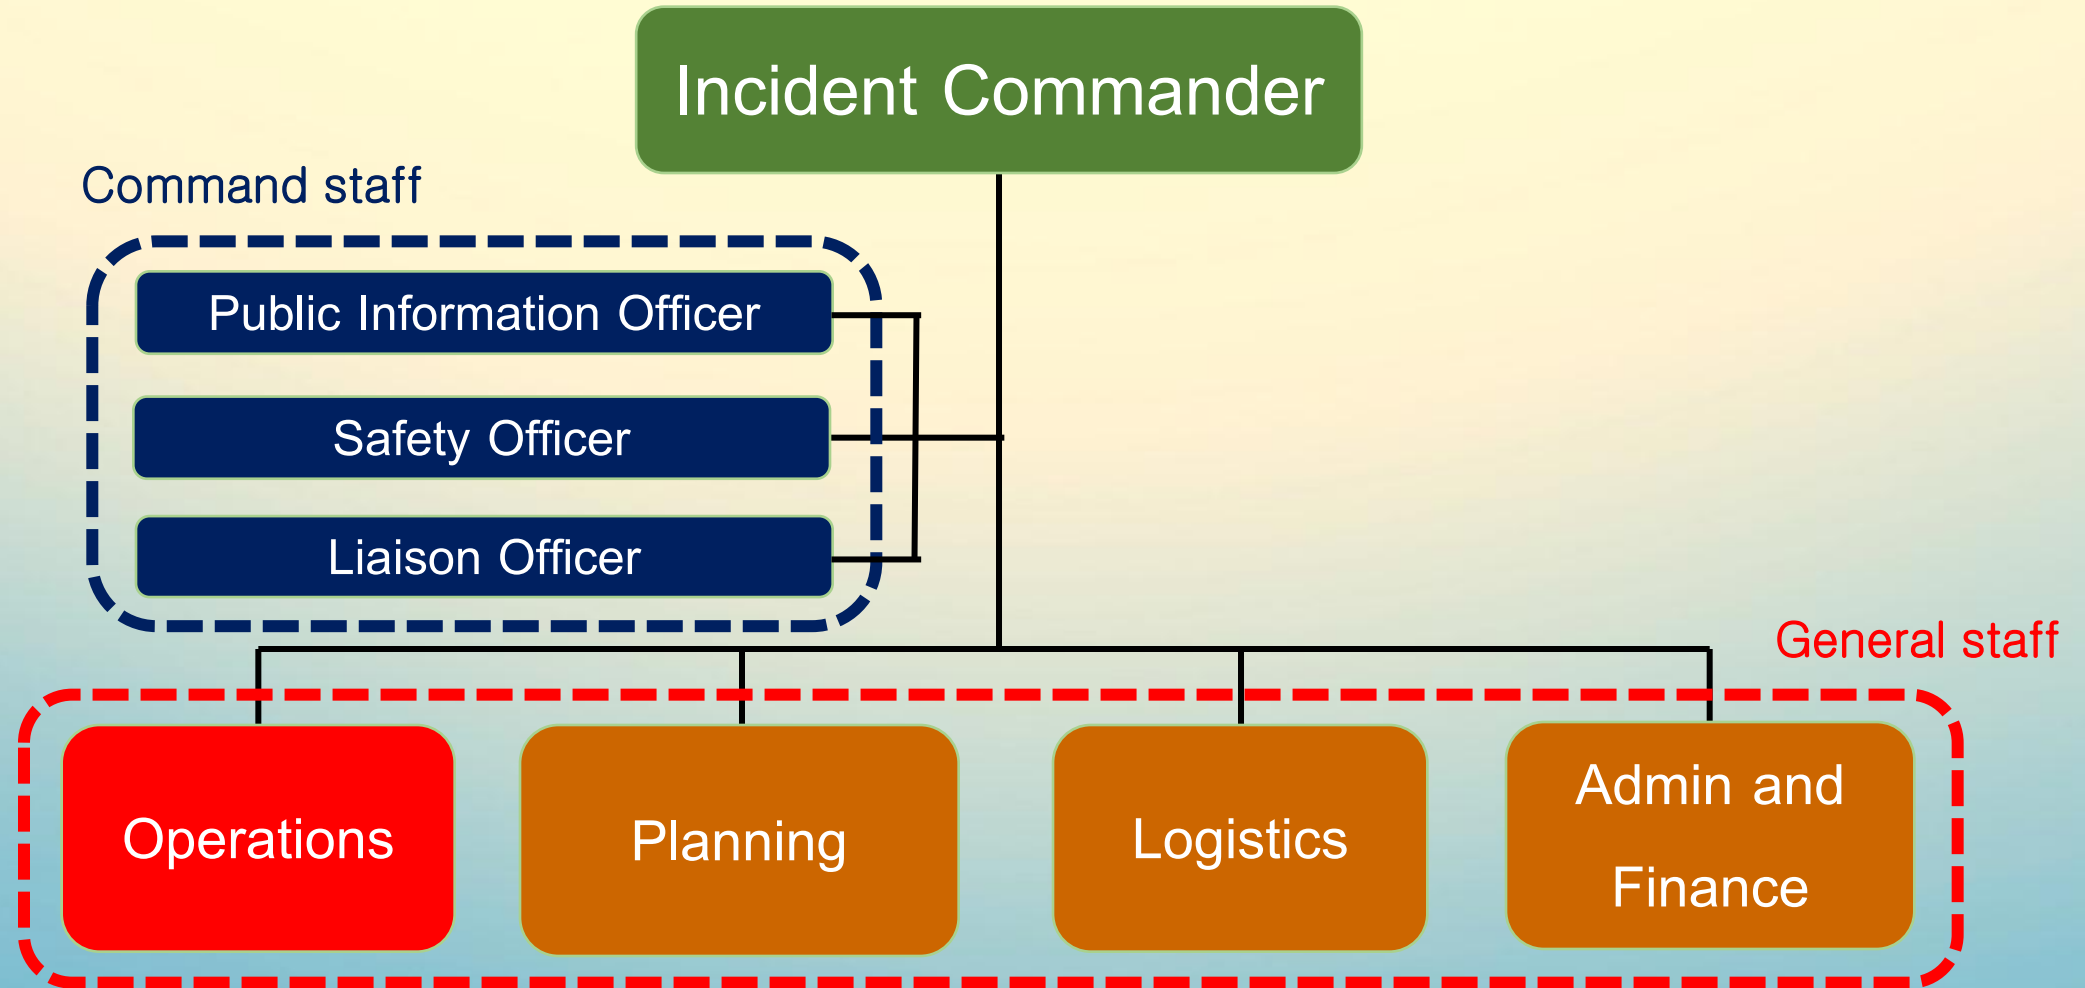 Incident Commander
Command staff
Public Information Officer
Safety Officer
Liaison Officer
General staff
Operations
Planning
Logistics
Admin and
Finance